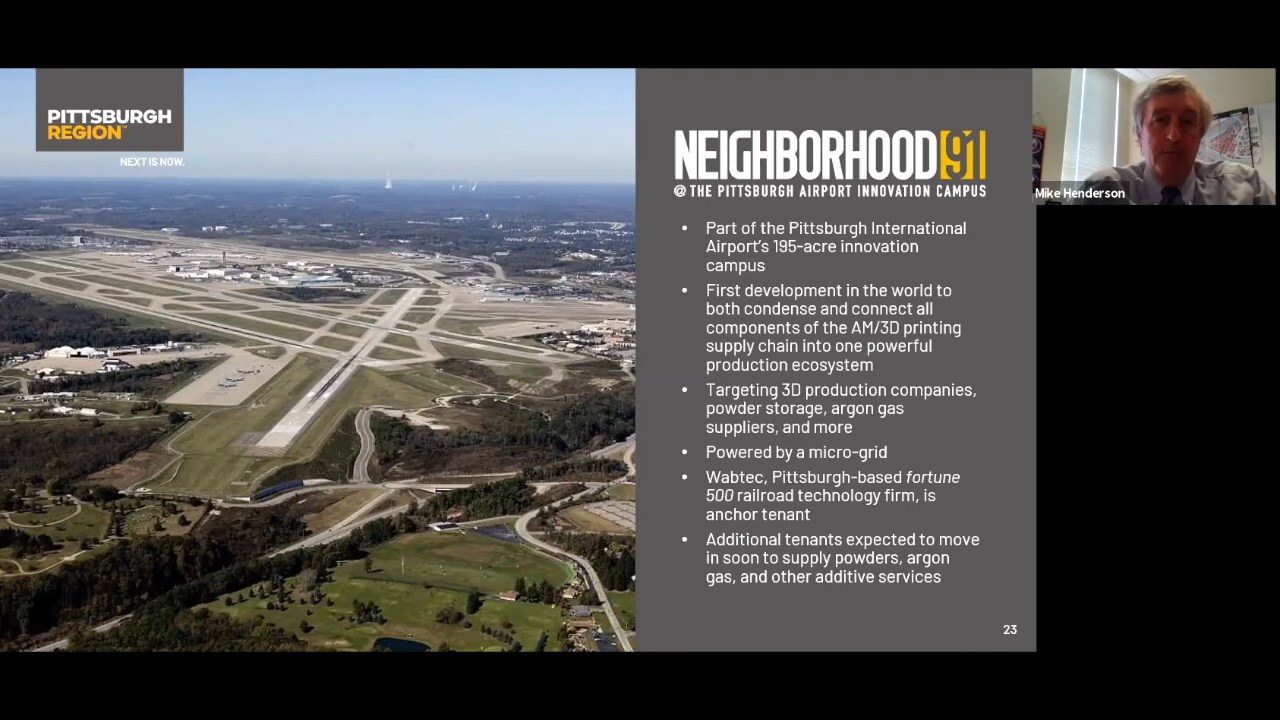 PITTSBURGH
REGION™
NEXT IS NOW.
NEIGHBORHOOD 91
@ THE PITTSBURGH AIRPORT INNOVATION CAMPUS
• Part of the Pittsburgh International
Airport's 195-acre innovation
campus
• First development in the world to
both condense and connect all
components of the AM/3D printing
supply chain into one powerful
production ecosystem
• Targeting 3D production companies,
powder storage, argon gas
suppliers, and more
• Powered by a micro-grid
• Wabtec, Pittsburgh-based fortune
500 railroad technology firm, is
anchor tenant
• Additional tenants expected to move
in soon to supply powders, argon
gas, and other additive services
23
Mike Henderson